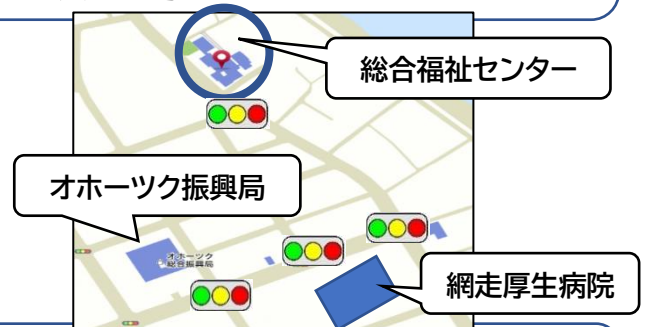 総合福祉センター
オホーツク振興局
オホーツク
総合振興局
網走厚生病院